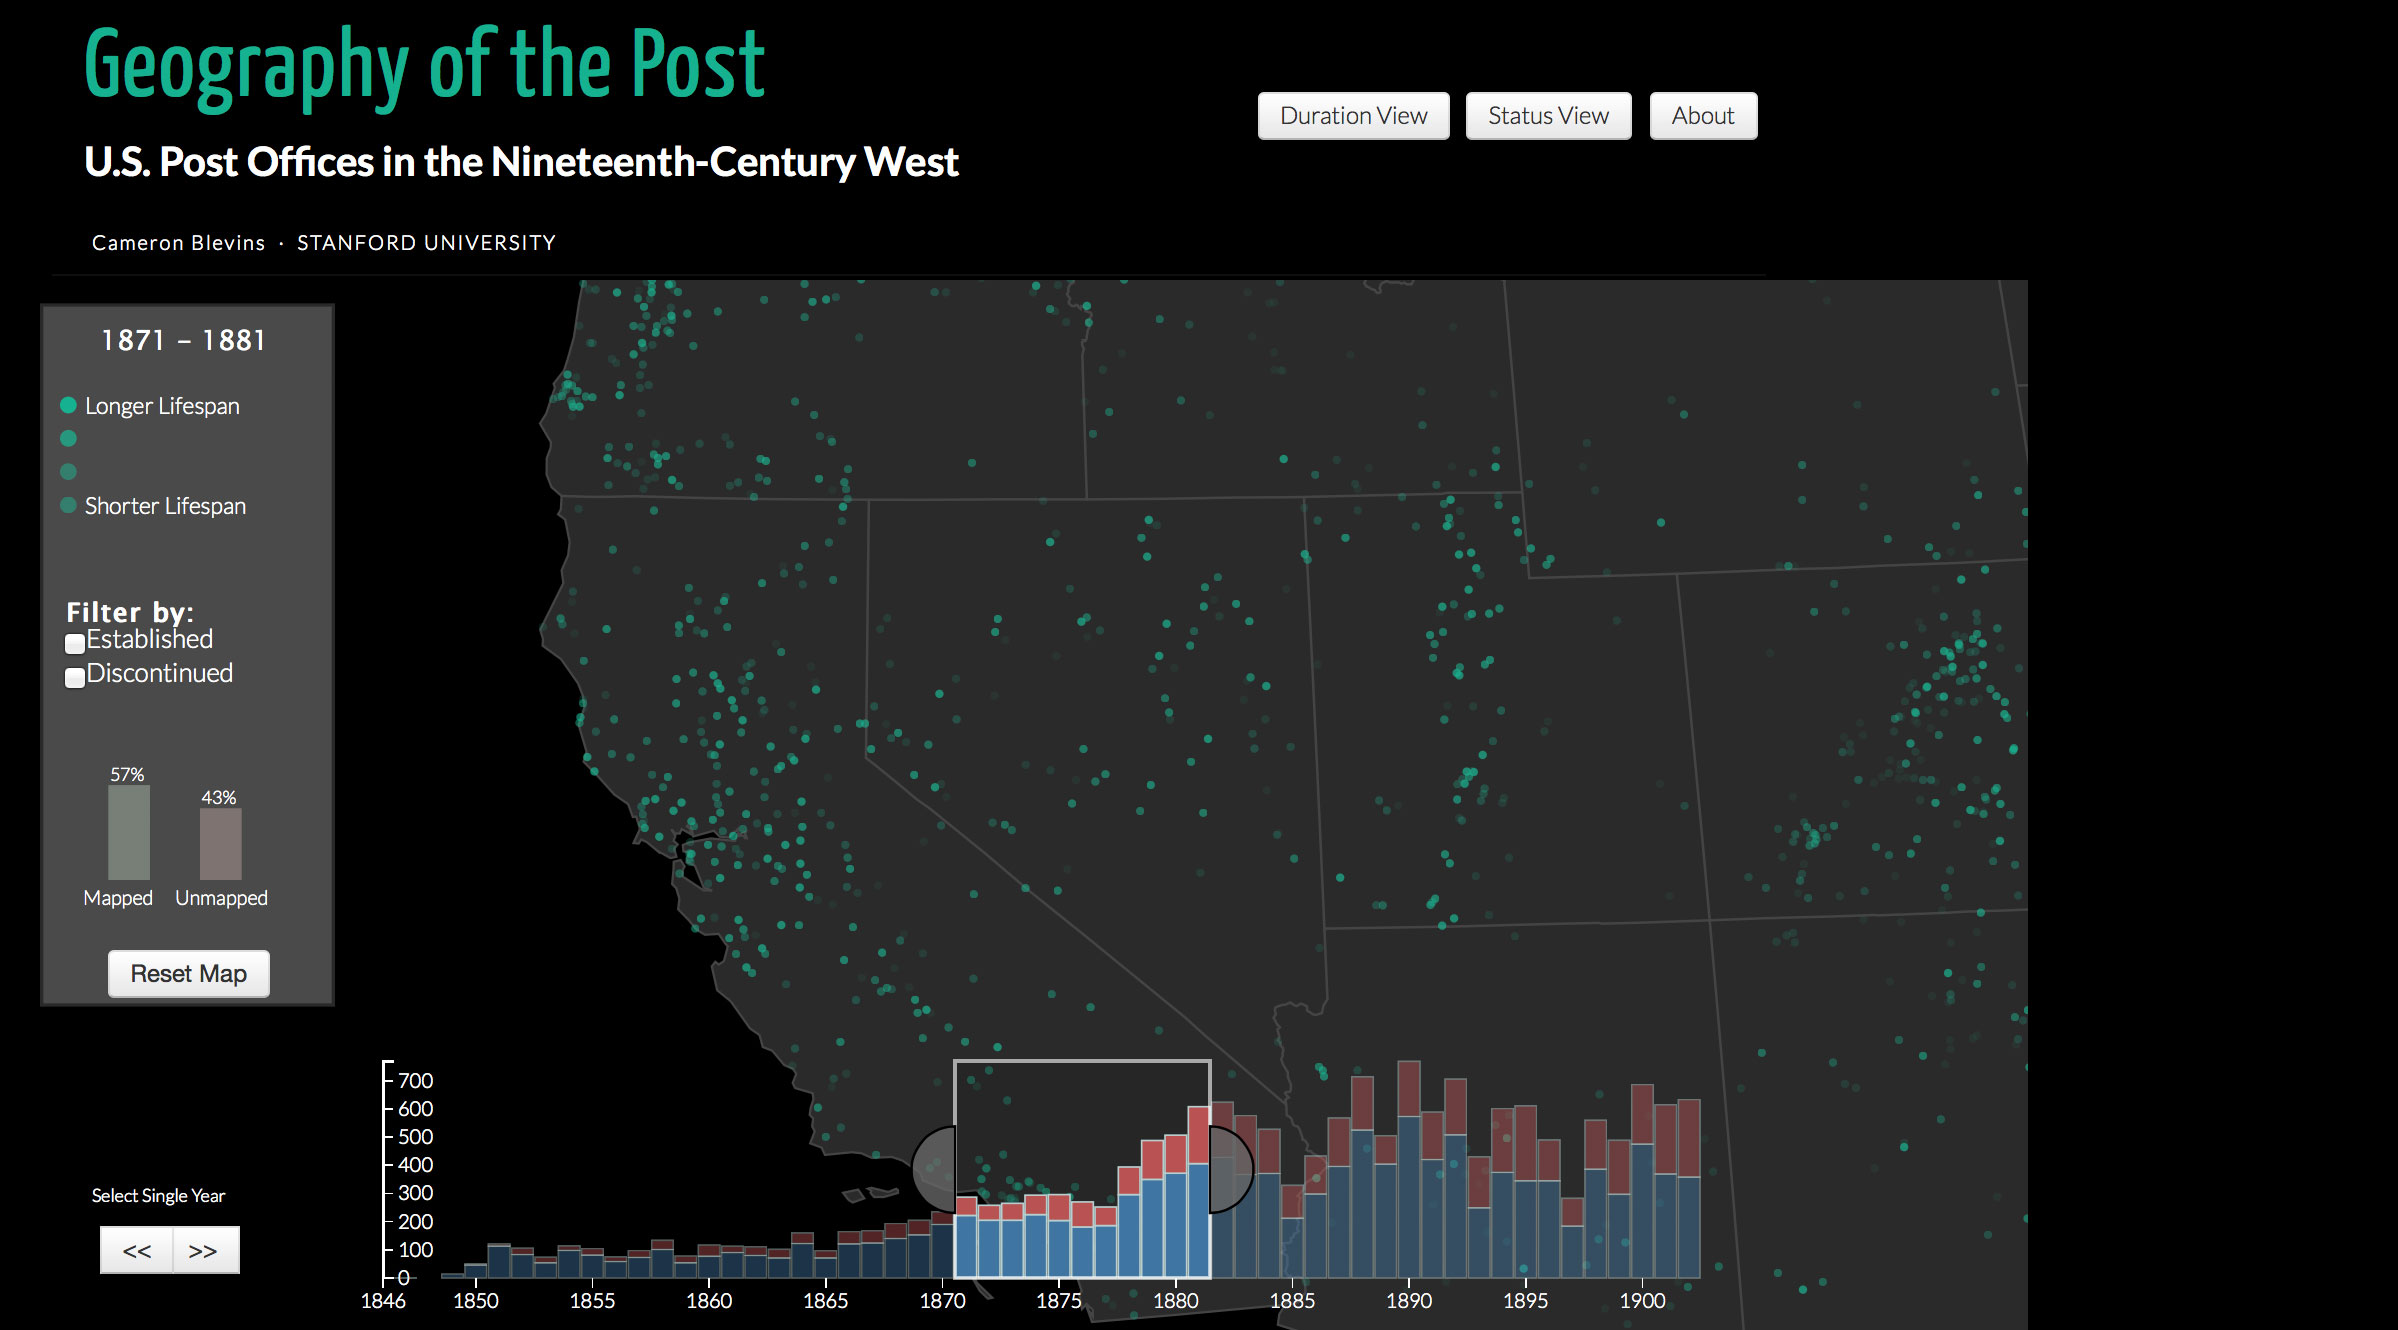 Geography of the Post
U.S. Post Offices in the Nineteenth-Century West
Cameron Blevins · STANFORD UNIVERSITY
Duration View
Status View
About
1871 – 1881
Longer Lifespan
Shorter Lifespan
Filter by:
Established
Discontinued
57%
43%
Mapped
Unmapped
Reset Map
Select Single Year
<<
>>
700
600
500
400
300
200
100
0
1846 1850 1855 1860 1865 1870 1875 1880 1885 1890 1895 1900